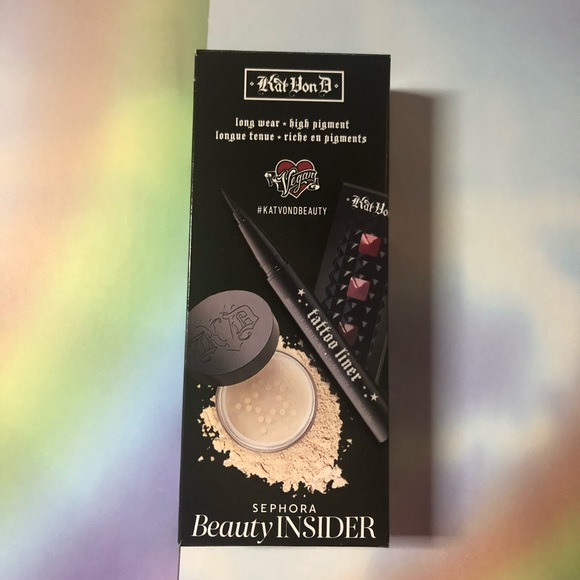 Kat Von D
long wear • high pigment
longue tenue • riche en pigments
Vegan
#KATVONDBEAUTY
Kat Vo
tattoo liner
SEPHORA
Beauty INSIDER